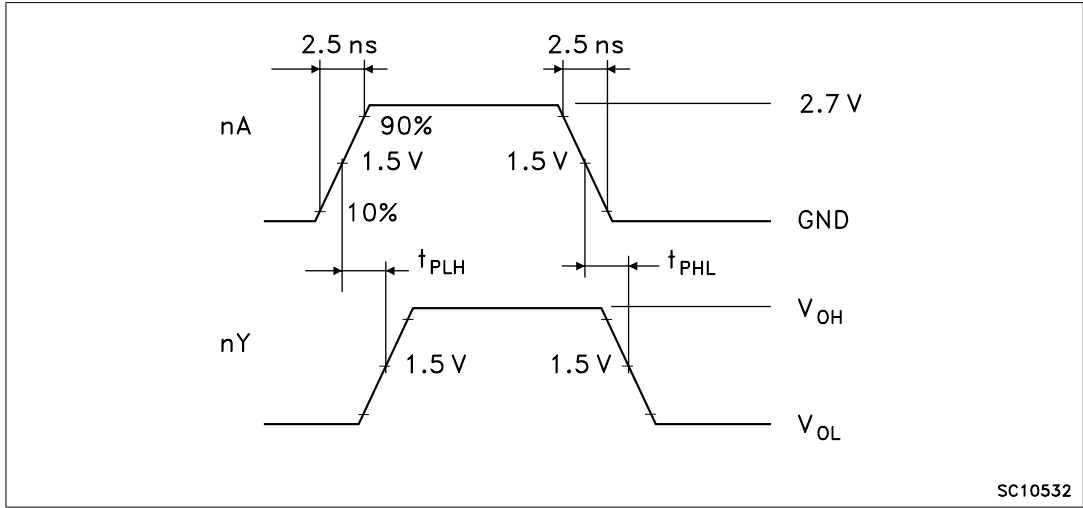 2.5 ns 2.5 ns
2.7 V
nA
90%
1.5 V 1.5 V
10%
GND
tPLH tPHL
VOH
nY
1.5 V 1.5 V
VOL
SC10532